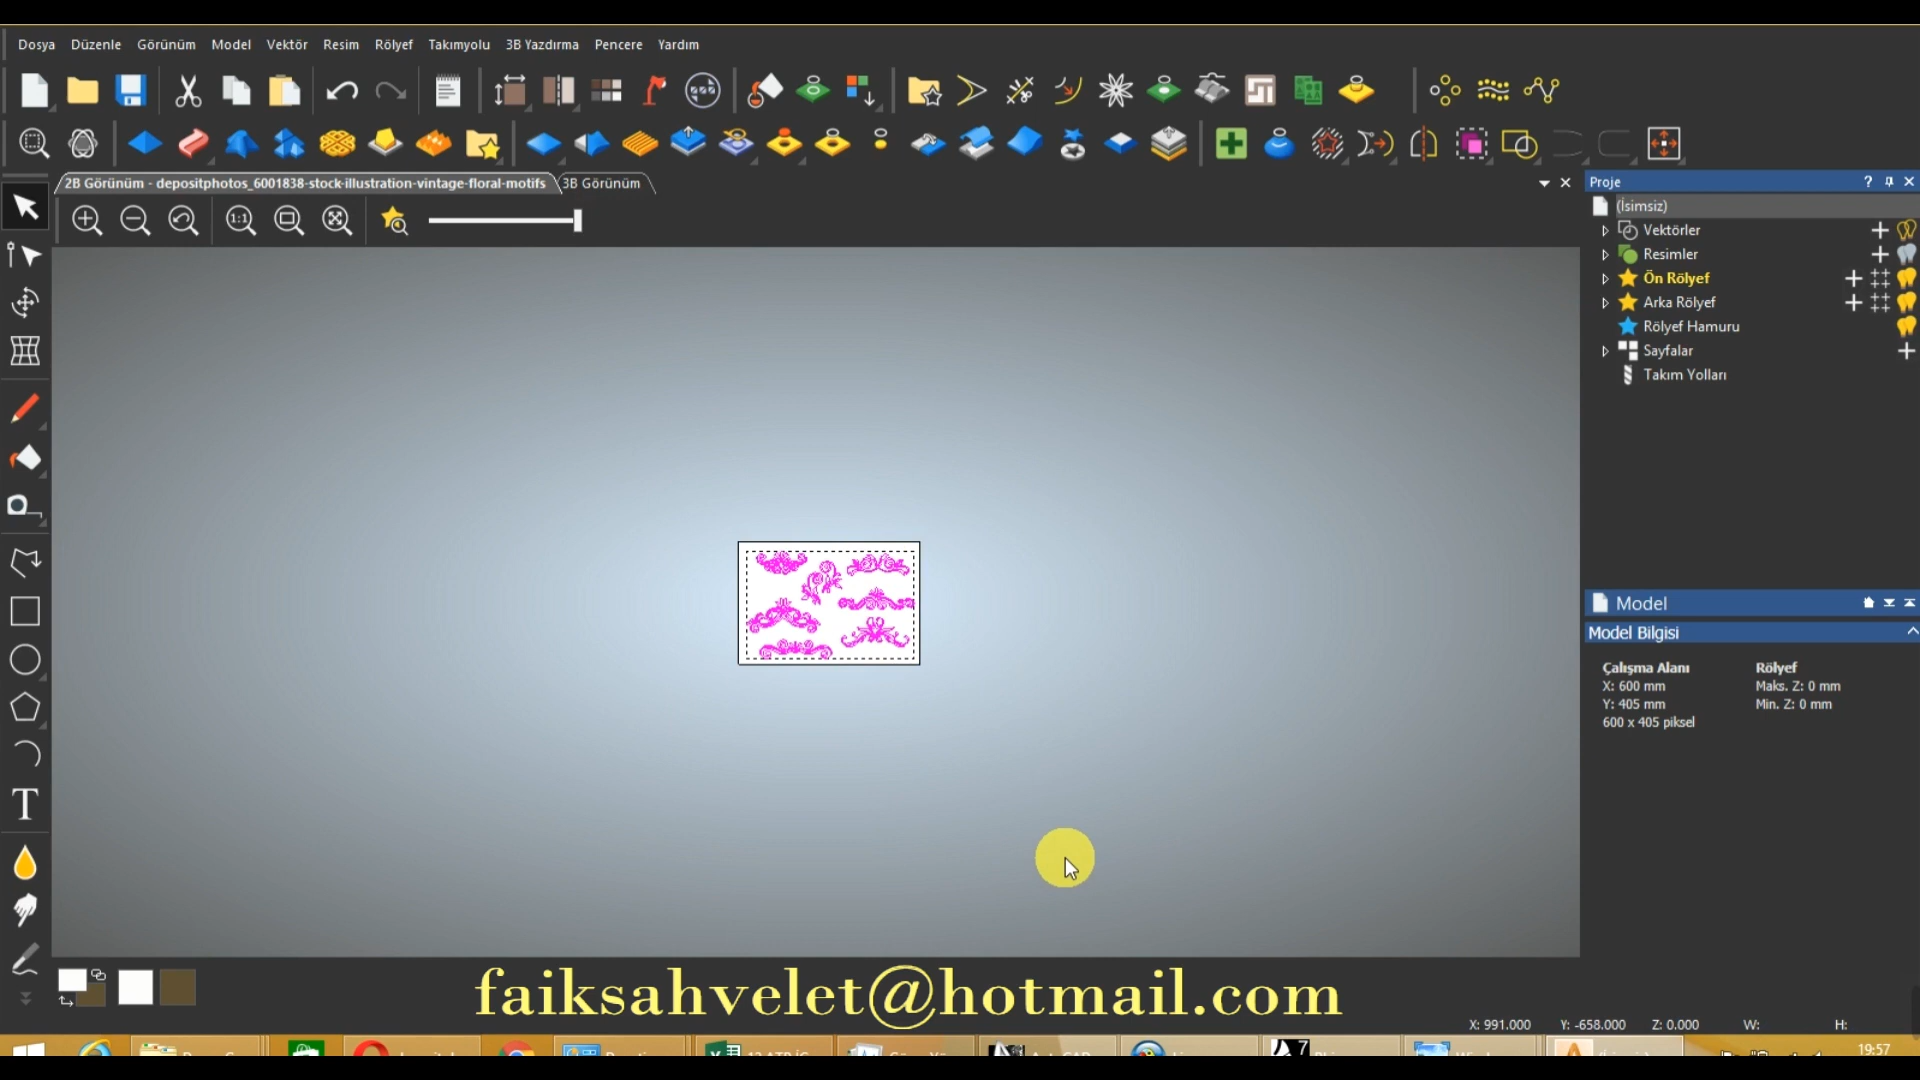 Dosya Düzenle Görünüm Model Vektör Resim Rölyef Takımyolu 3B Yazdırma Pencere Yardım
2B Görünüm - depositphotos_6001838-stock-illustration-vintage-floral-motifs 3B Görünüm
1:1
Proje
(İsimsiz)
Vektörler
Resimler
Ön Rölyef
Arka Rölyef
Rölyef Hamuru
Sayfalar
Takım Yolları
T
Model
Model Bilgisi
Çalışma Alanı Rölyef
X: 600 mm Maks. Z: 0 mm
Y: 405 mm Min. Z: 0 mm
600 x 405 piksel
faiksahvelet@hotmail.com
X: 991.000 Y: -658.000 Z: 0.000 W: H:
19:57